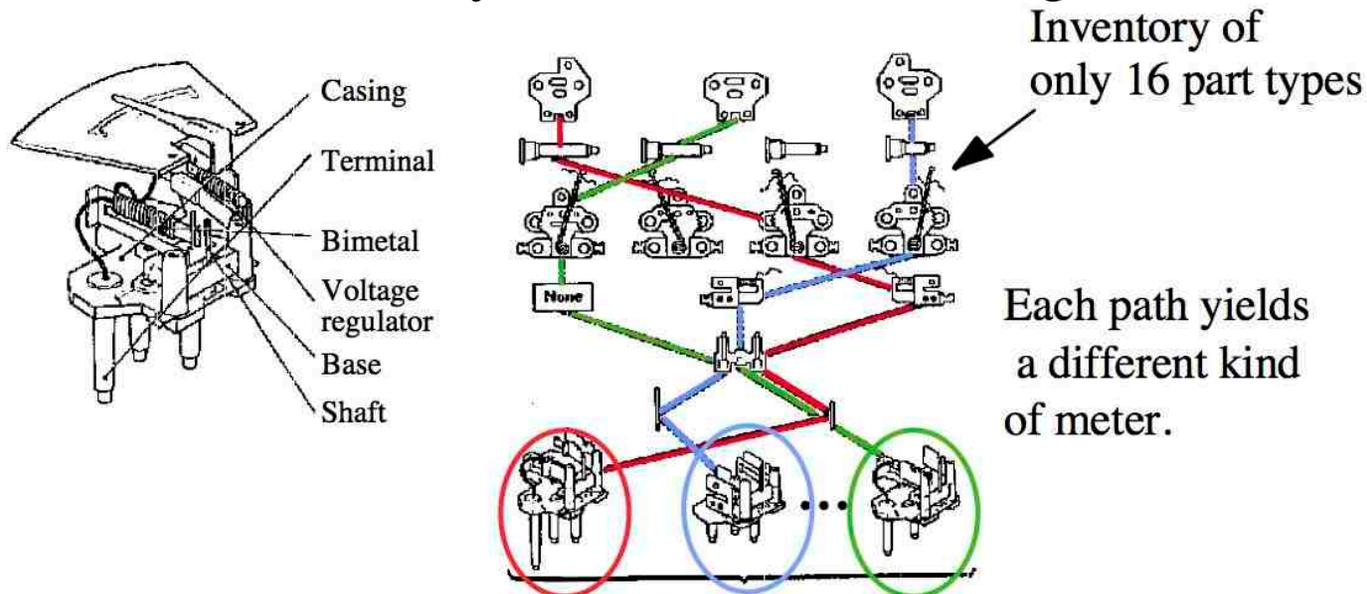 Inventory of
only 16 part types
Casing
Terminal
Bimetal
Voltage
regulator
Base
Shaft
None
Each path yields
a different kind
of meter.